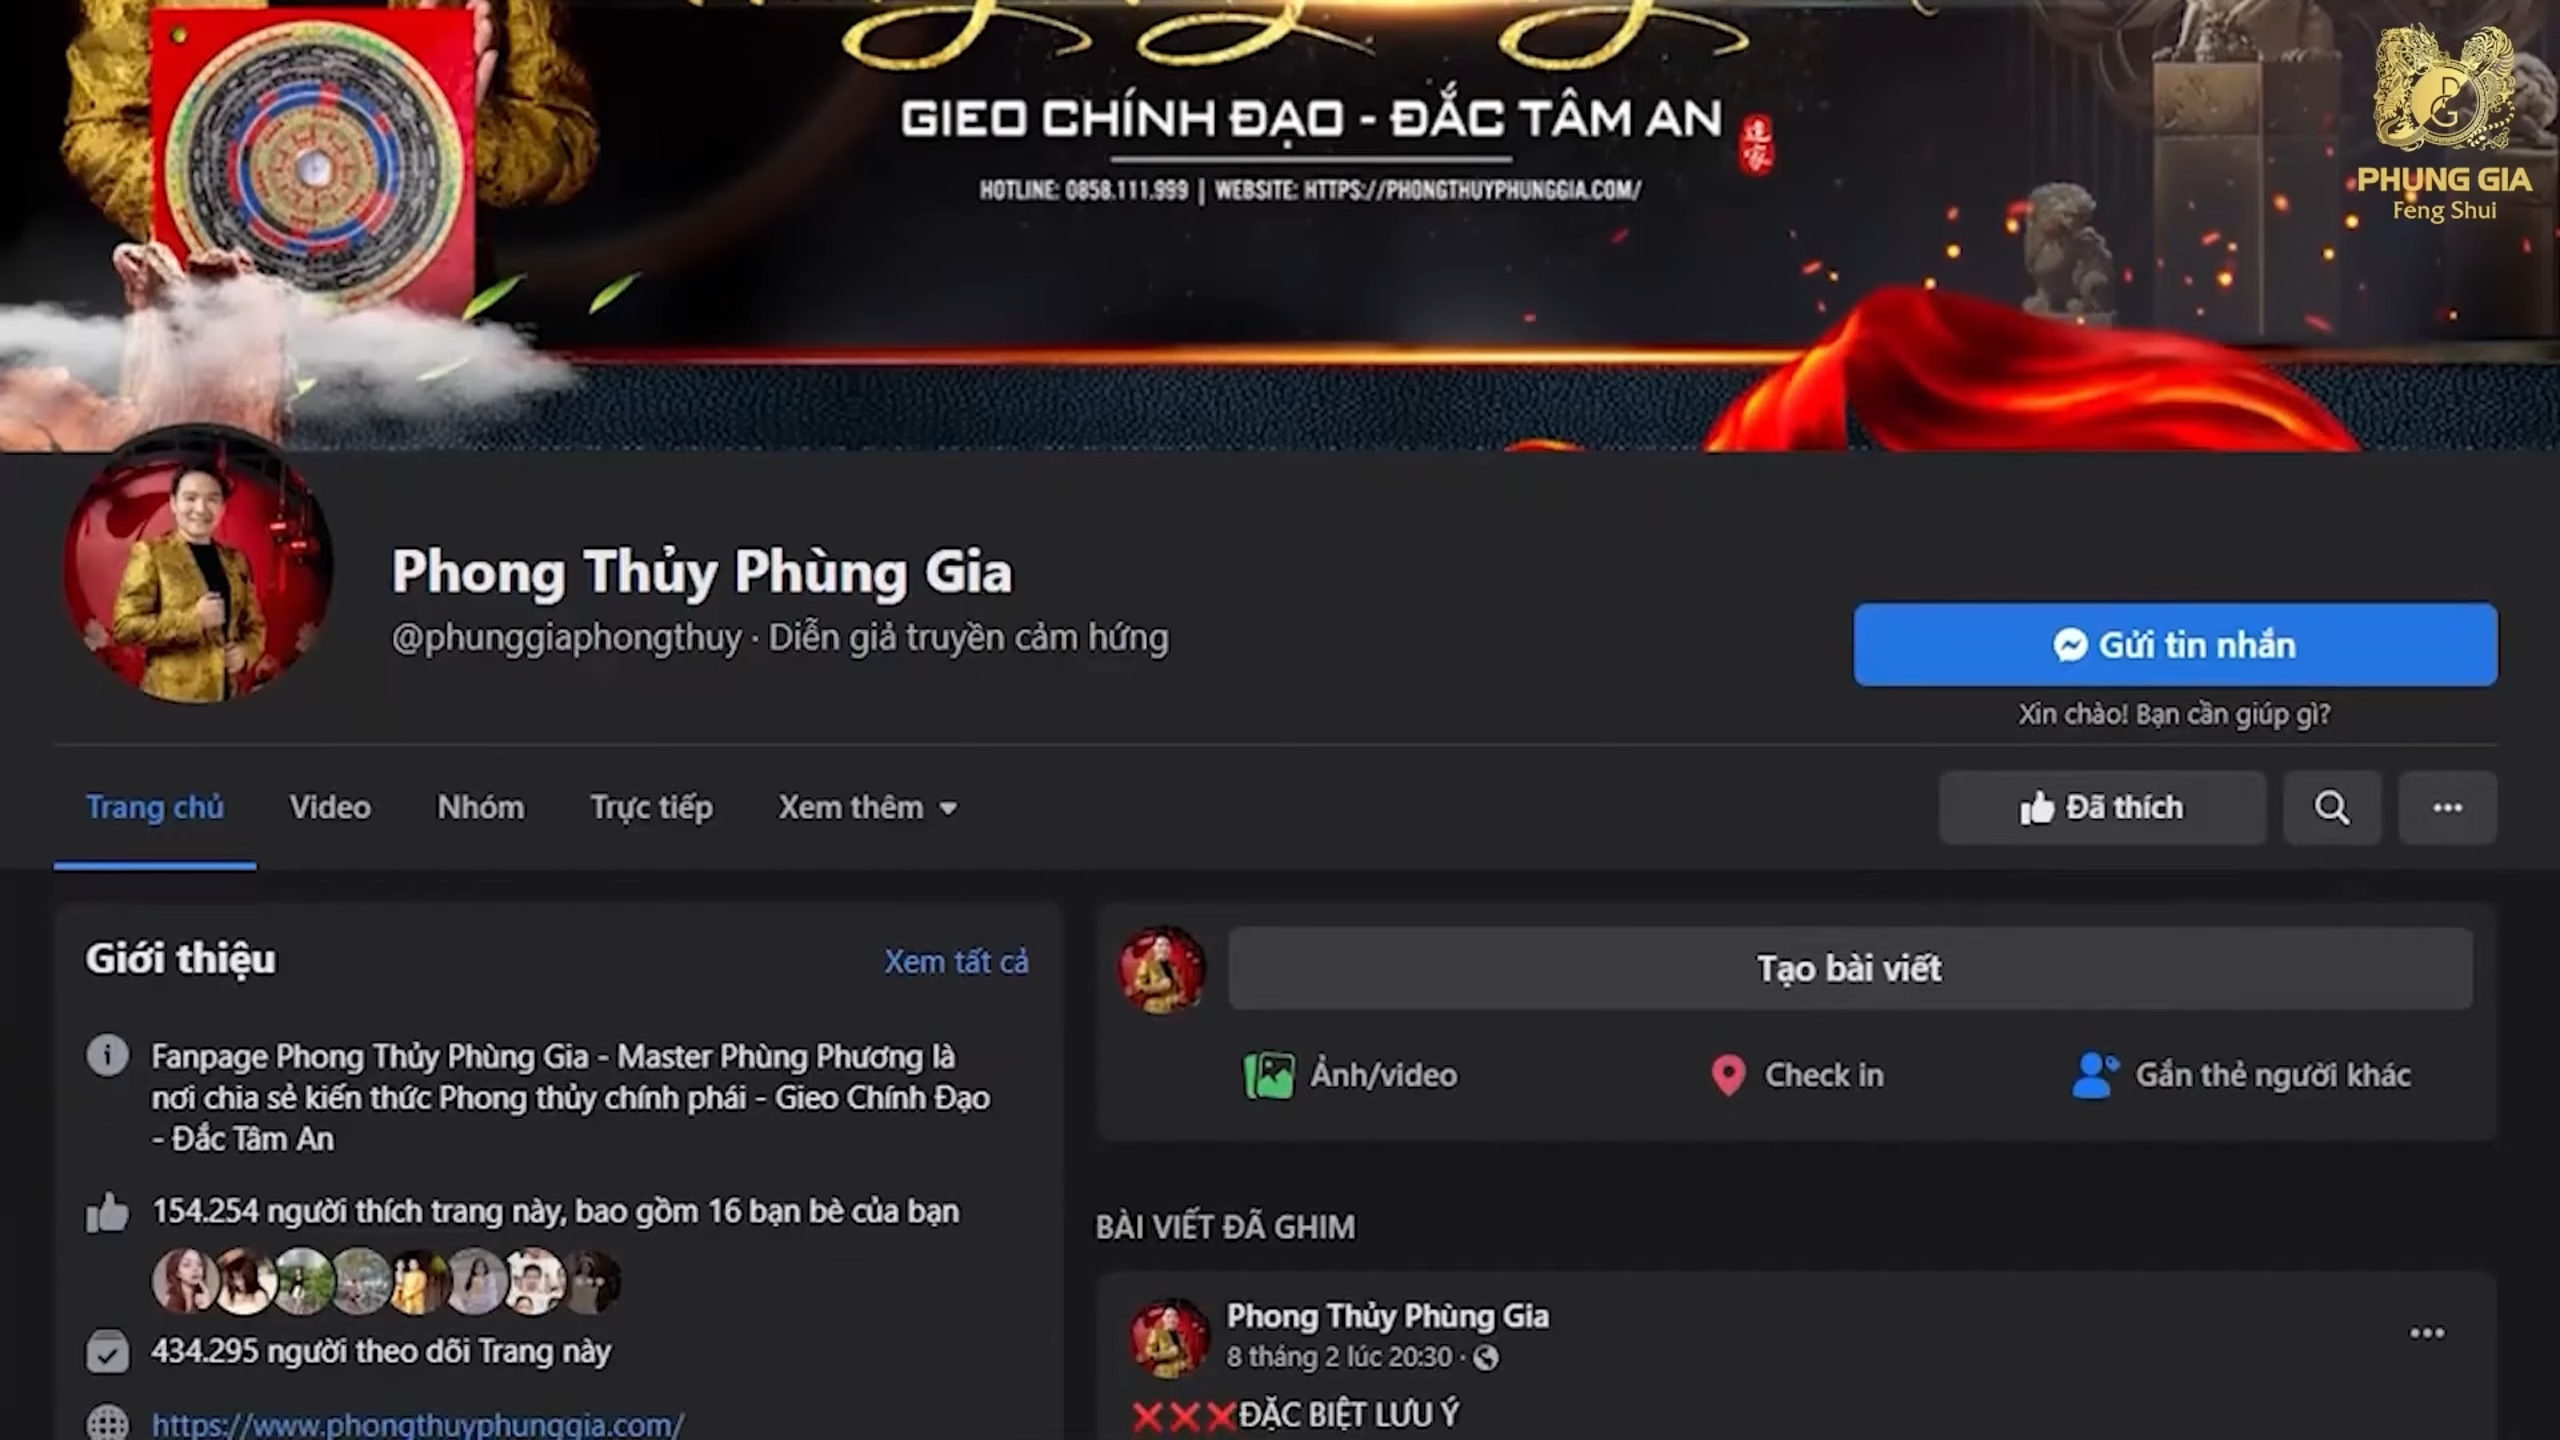 GIEO CHÍNH ĐẠO - ĐẮC TÂM AN
HOTLINE: 0858.111.999 | WEBSITE: HTTPS://PHONGTHUYPHUNGGIA.COM/
PHUNG GIA
Feng Shui
Phong Thủy Phùng Gia
@phunggiaphongthuy · Diễn giả truyền cảm hứng
Gửi tin nhắn
Xin chào! Bạn cần giúp gì?
Trang chủ Video Nhóm Trực tiếp Xem thêm
Đã thích
Giới thiệu
Xem tất cả
Fanpage Phong Thủy Phùng Gia - Master Phùng Phương là
nơi chia sẻ kiến thức Phong thủy chính phái - Gieo Chính Đạo
- Đắc Tâm An
154.254 người thích trang này, bao gồm 16 bạn bè của bạn
434.295 người theo dõi Trang này
https://www.phongthuyphunggia.com/
Tạo bài viết
Ảnh/video
Check in
Gắn thẻ người khác
BÀI VIẾT ĐÃ GHIM
Phong Thủy Phùng Gia
8 tháng 2 lúc 20:30 ·
❌❌❌ĐẶC BIỆT LƯU Ý